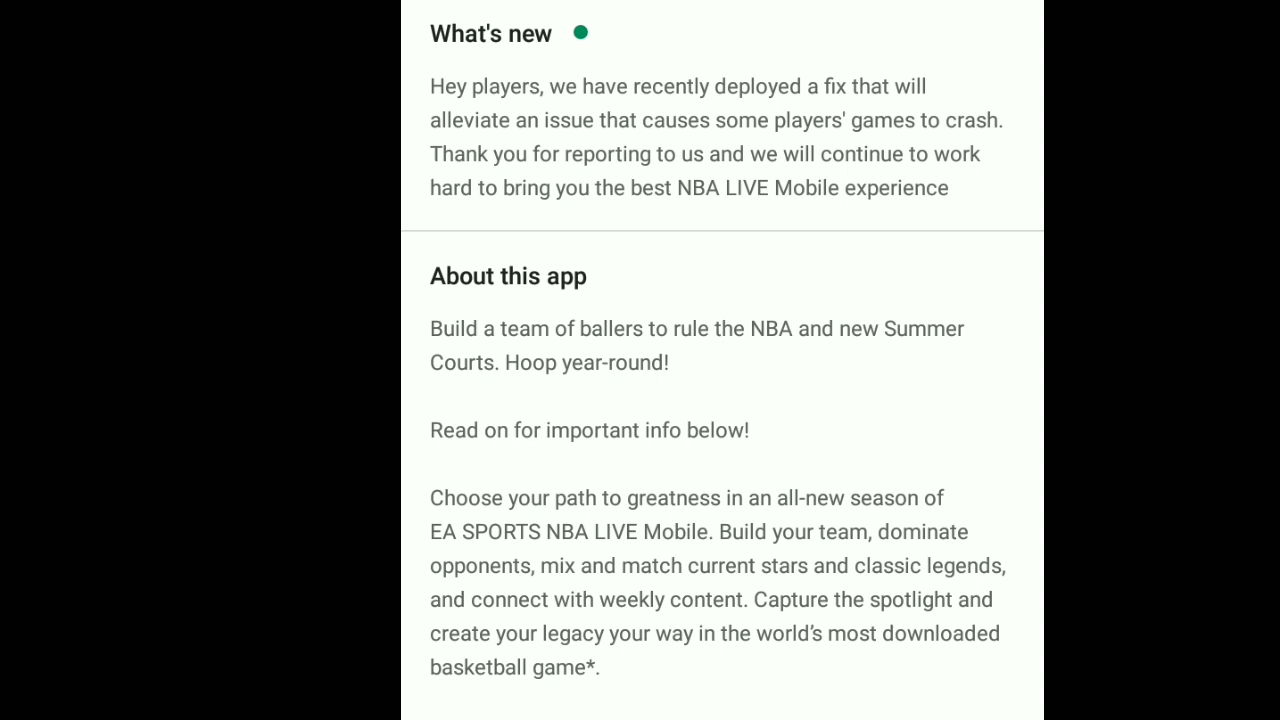 What's new
Hey players, we have recently deployed a fix that will
alleviate an issue that causes some players' games to crash.
Thank you for reporting to us and we will continue to work
hard to bring you the best NBA LIVE Mobile experience
About this app
Build a team of ballers to rule the NBA and new Summer
Courts. Hoop year-round!
Read on for important info below!
Choose your path to greatness in an all-new season of
EA SPORTS NBA LIVE Mobile. Build your team, dominate
opponents, mix and match current stars and classic legends,
and connect with weekly content. Capture the spotlight and
create your legacy your way in the world’s most downloaded
basketball game*.